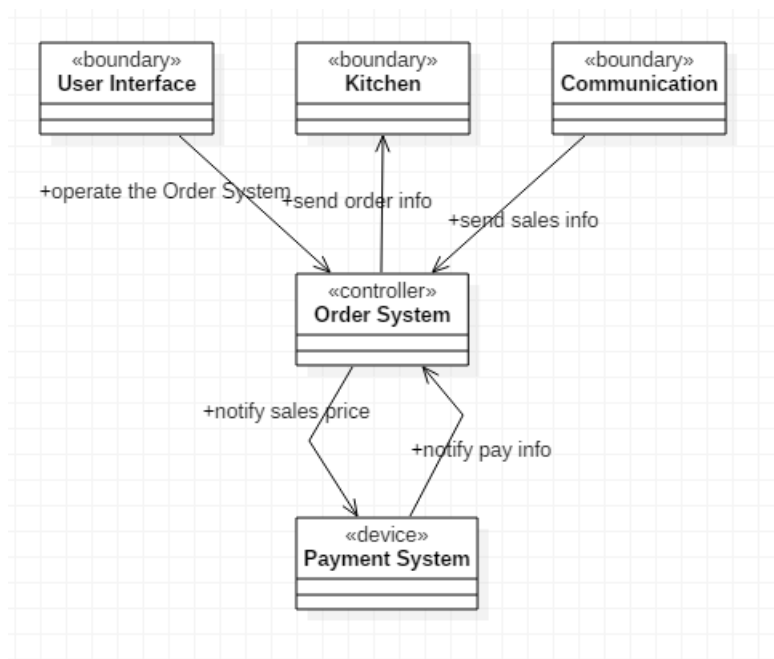 «boundary»
User Interface
«boundary»
Kitchen
«boundary»
Communication
+operate the Order System
+send order info
+send sales info
«controller»
Order System
+notify sales price
+notify pay info
«device»
Payment System